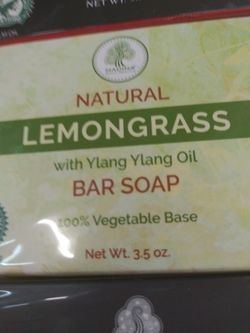 NATURAL
LEMONGRASS
with Ylang Ylang Oil
BAR SOAP
100% Vegetable Base
Net Wt. 3.5 oz.